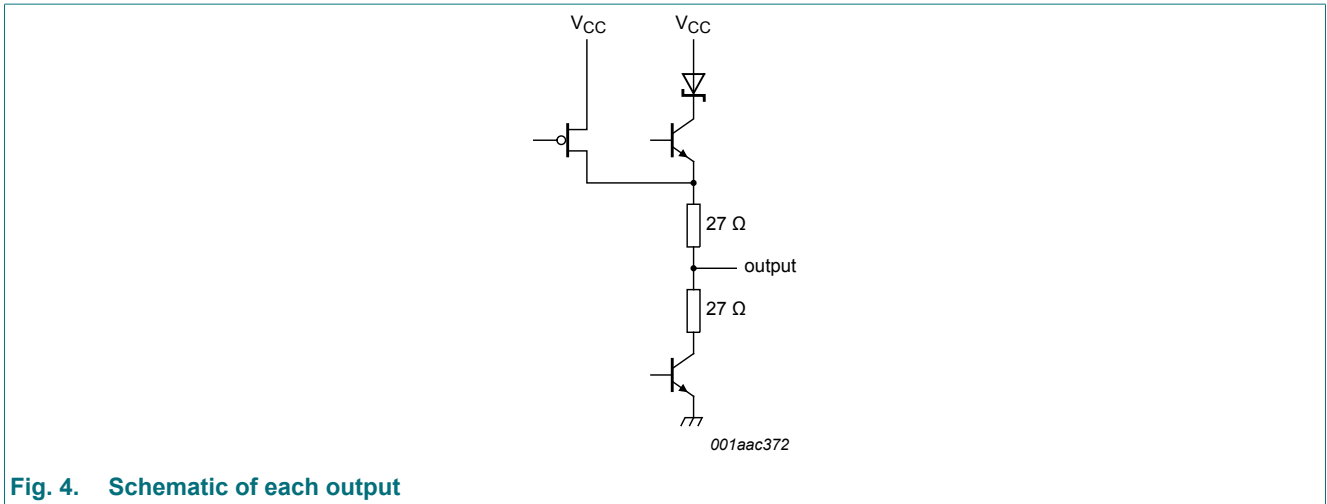 VCC VCC
27 Ω
output
27 Ω
001aac372
Fig. 4. Schematic of each output